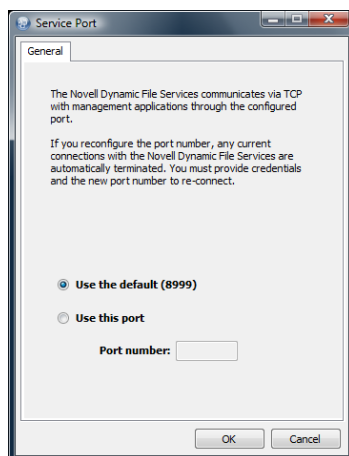 Service Port
General
The Novell Dynamic File Services communicates via TCP
with management applications through the configured
port.
If you reconfigure the port number, any current
connections with the Novell Dynamic File Services are
automatically terminated. You must provide credentials
and the new port number to re-connect.
Use the default (8999)
Use this port
Port number:
OK Cancel